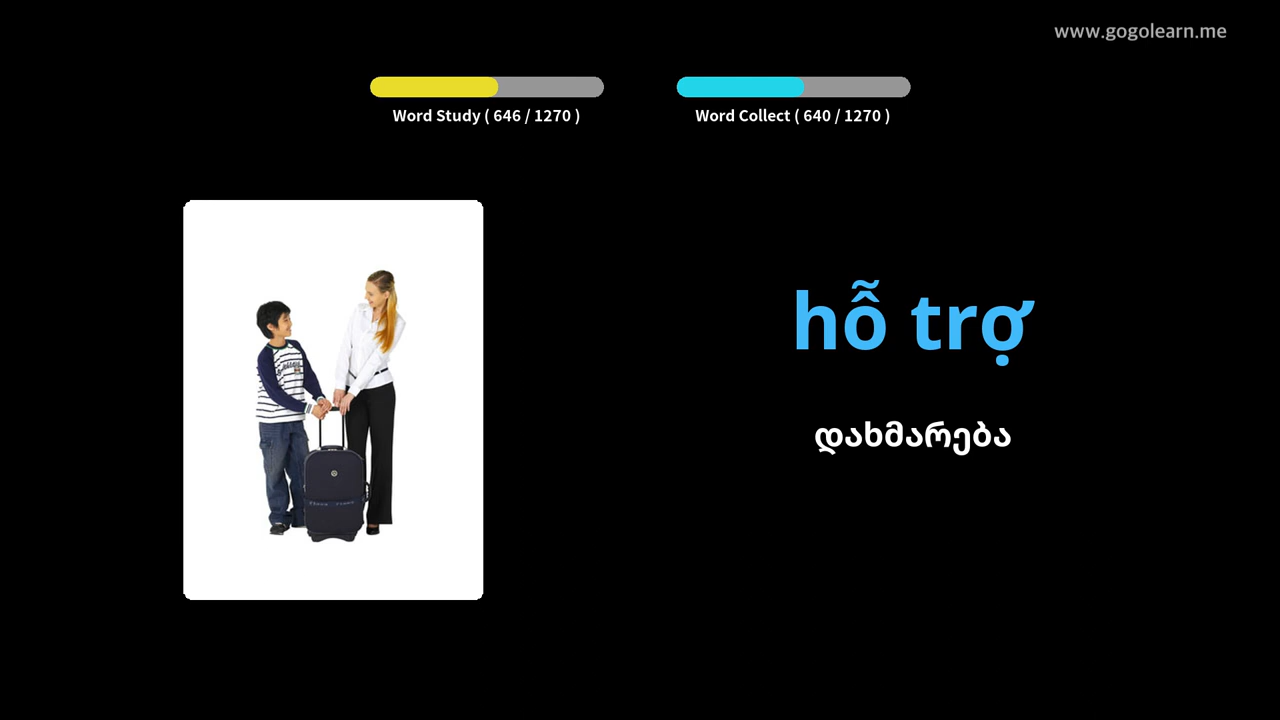 www.gogolearn.me
Word Study ( 646 / 1270 )
Word Collect ( 640 / 1270 )
hỗ trợ
დახმარება